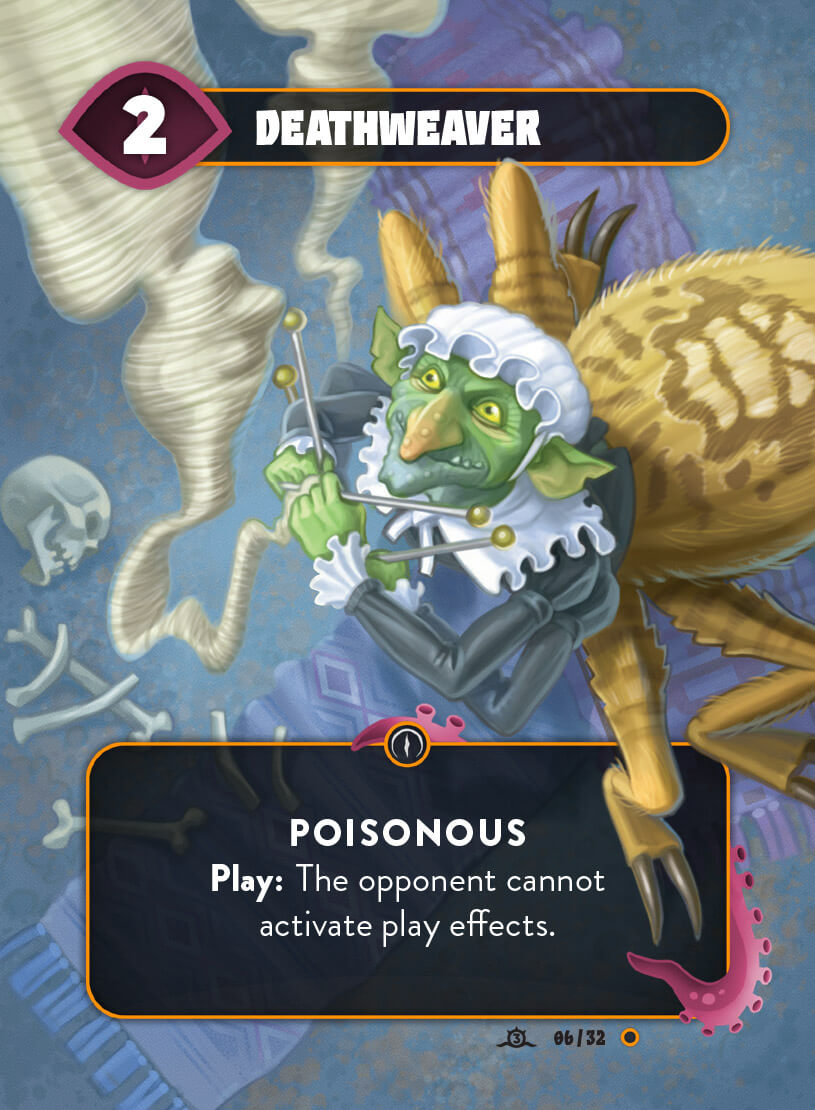 2
DEATHWEAVER
POISONOUS
Play: The opponent cannot
activate play effects.
3 06/32